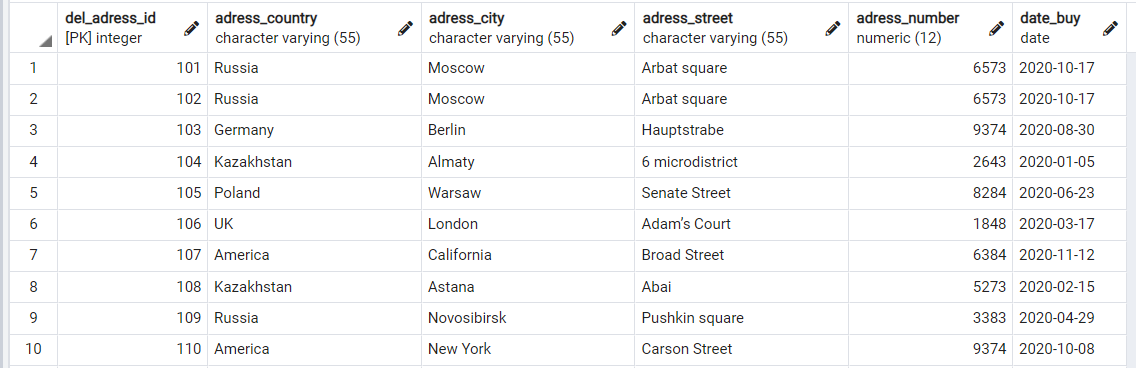 del_adress_id adress_country adress_city adress_street adress_number date_buy
[PK] integer character varying (55) character varying (55) character varying (55) numeric (12) date
1 101 Russia Moscow Arbat square 6573 2020-10-17
2 102 Russia Moscow Arbat square 6573 2020-10-17
3 103 Germany Berlin Hauptstrabe 9374 2020-08-30
4 104 Kazakhstan Almaty 6 microdistrict 2643 2020-01-05
5 105 Poland Warsaw Senate Street 8284 2020-06-23
6 106 UK London Adam’s Court 1848 2020-03-17
7 107 America California Broad Street 6384 2020-11-12
8 108 Kazakhstan Astana Abai 5273 2020-02-15
9 109 Russia Novosibirsk Pushkin square 3383 2020-04-29
10 110 America New York Carson Street 9374 2020-10-08